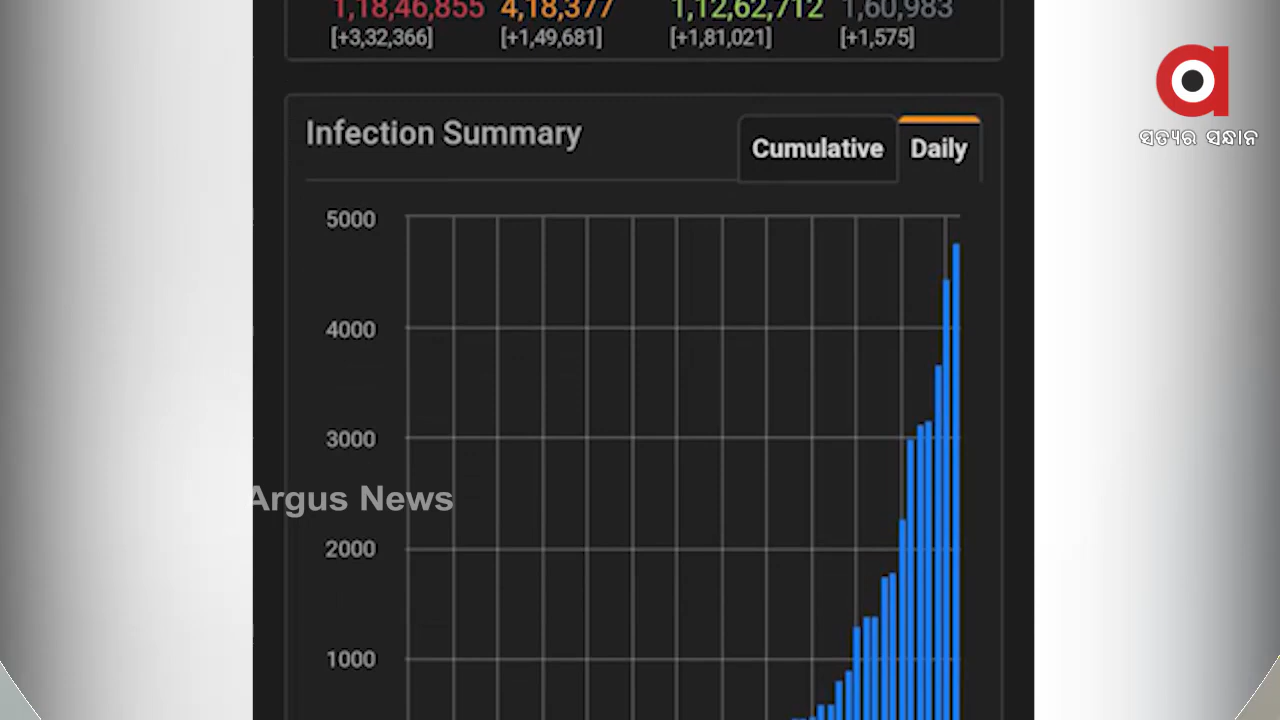 1,18,46,855 4,18,377 1,12,62,712 1,60,983
[+3,32,366] [+1,49,681] [+1,81,021] [+1,575]
ସତ୍ୟର ସନ୍ଧାନ
Infection Summary
Cumulative Daily
5000
4000
3000
Argus News
2000
1000